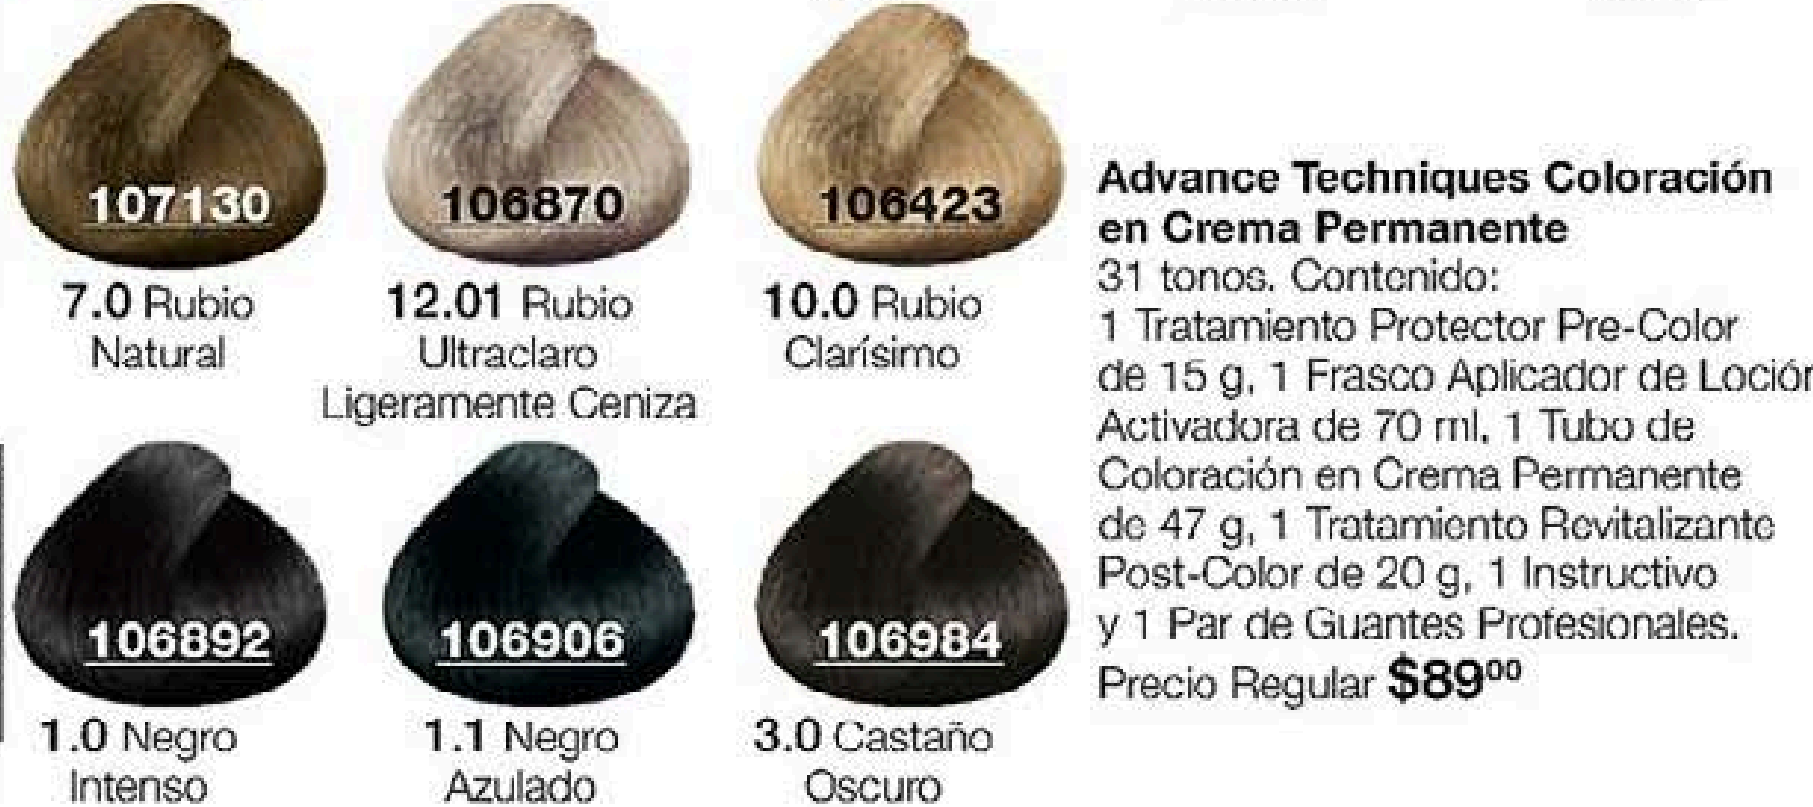 107130
106870
106423
7.0 Rubio
Natural
12.01 Rubio
Ultraclaro
Ligeramente Ceniza
10.0 Rubio
Clarísimo
106892
106906
106984
1.0 Negro
Intenso
1.1 Negro
Azulado
3.0 Castaño
Oscuro
Advance Techniques Coloración
en Crema Permanente
31 tonos. Contenido:
1 Tratamiento Protector Pre-Color
de 15 g, 1 Frasco Aplicador de Loción
Activadora de 70 ml, 1 Tubo de
Coloración en Crema Permanente
de 47 g, 1 Tratamiento Revitalizante
Post-Color de 20 g, 1 Instructivo
y 1 Par de Guantes Profesionales.
Precio Regular $8900